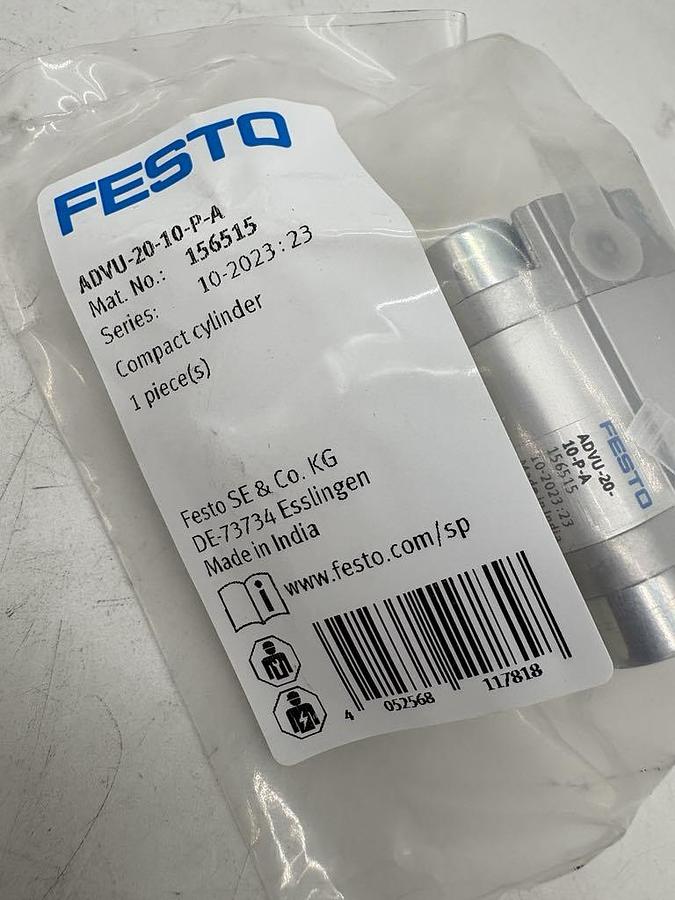 FESTO
ADVU-20-10-P-A
Mat. No.: 156515
Series: 10-2023:23
Compact cylinder
1 piece(s)
Festo SE & Co. KG
DE-73734 Esslingen
Made in India
www.festo.com/sp
4 052568 117818
FESTO
ADVU-20-
10-P-A
156515
10-2023:23